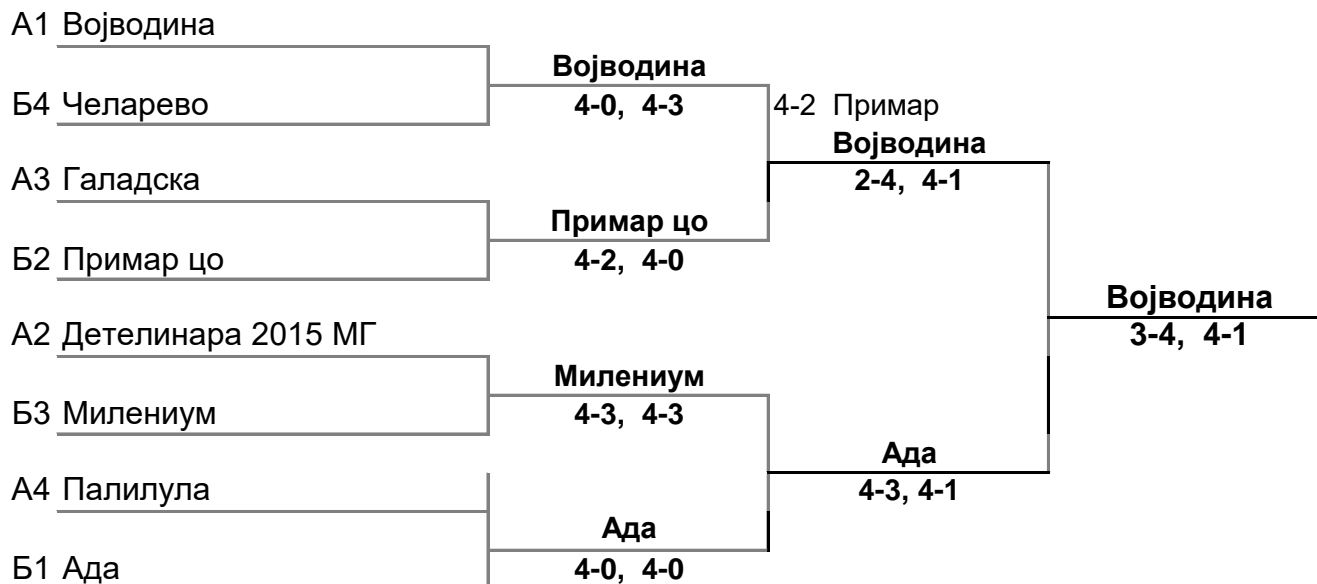 А1 Војводина
Војводина
Б4 Челарево
4-0, 4-3
4-2 Примар
Војводина
А3 Галадска
2-4, 4-1
Примар цо
Б2 Примар цо
4-2, 4-0
Војводина
А2 Детелинара 2015 МГ
3-4, 4-1
Милениум
Б3 Милениум
4-3, 4-3
Ада
А4 Палилула
4-3, 4-1
Ада
Б1 Ада
4-0, 4-0